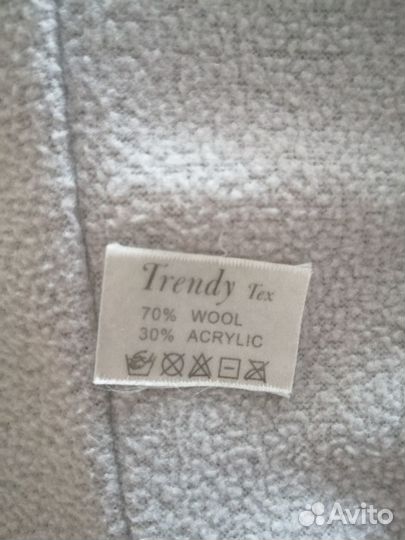 Trendy Tex
70% WOOL
30% ACRYLIC
Avito